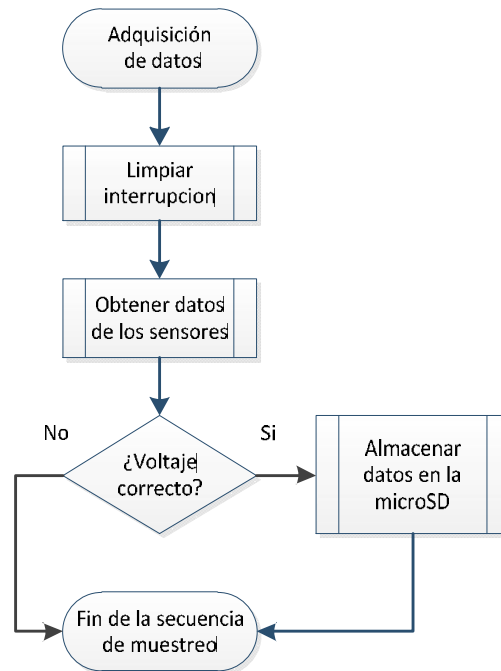 Adquisición
de datos
Limpiar
interrupcion
Obtener datos
de los sensores
No
Si
¿Voltaje
correcto?
Almacenar
datos en la
microSD
Fin de la secuencia
de muestreo